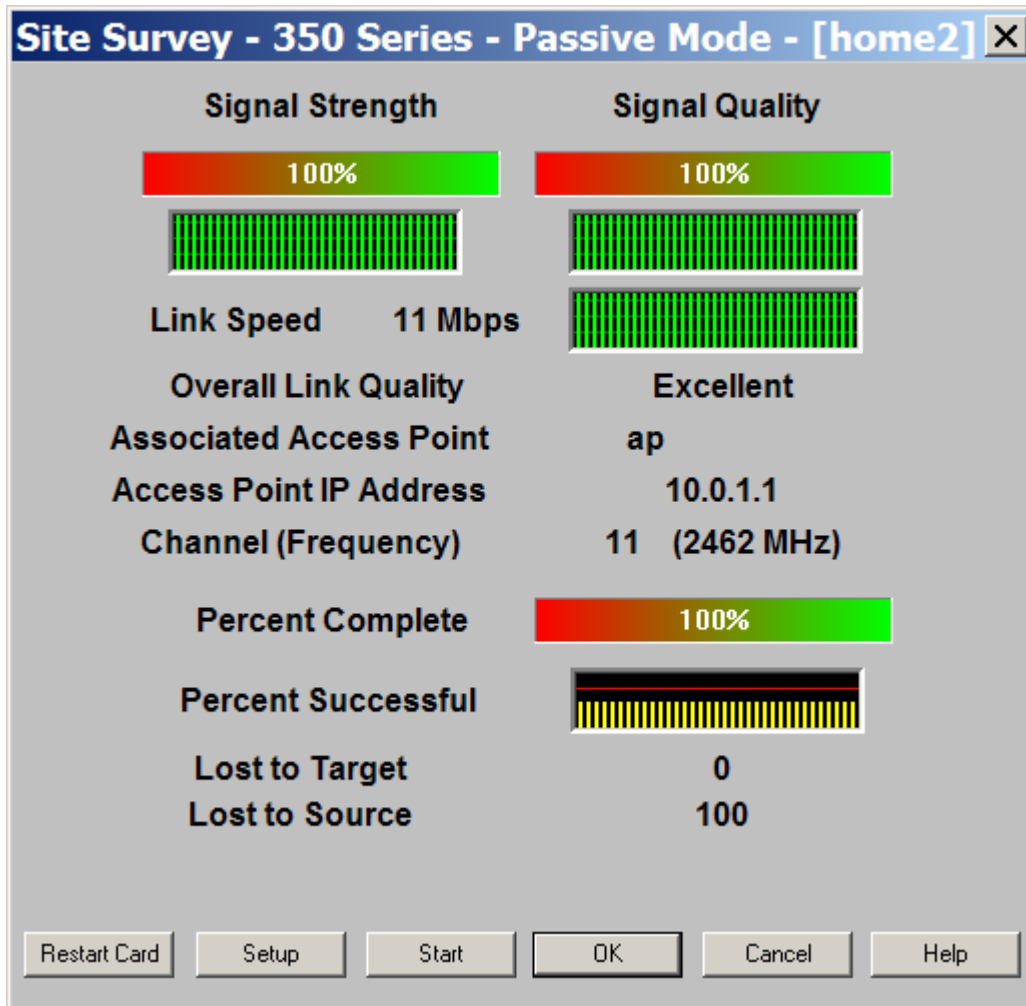 Site Survey - 350 Series - Passive Mode - [home2]
Signal Strength Signal Quality
100% 100%
Link Speed 11 Mbps
Overall Link Quality Excellent
Associated Access Point ap
Access Point IP Address 10.0.1.1
Channel (Frequency) 11 (2462 MHz)
Percent Complete 100%
Percent Successful
Lost to Target 0
Lost to Source 100
Restart Card Setup Start OK Cancel Help